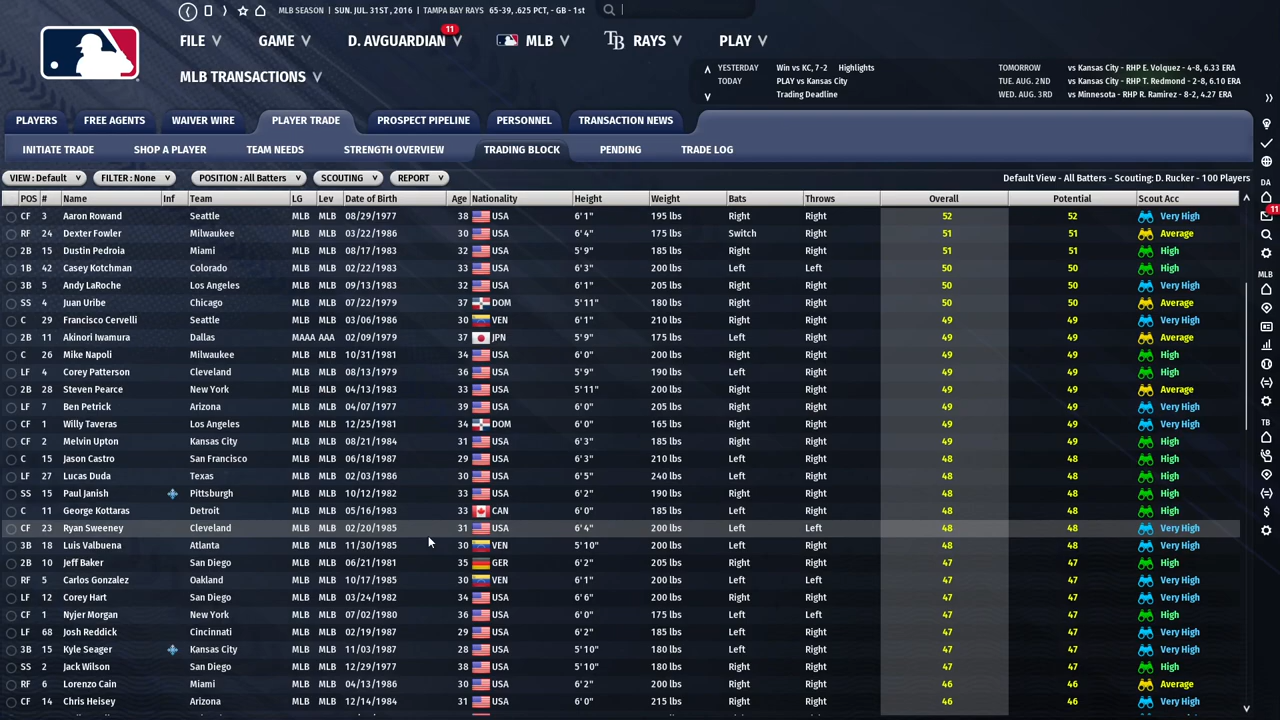 MLB SEASON | SUN. JUL. 31ST, 2016 | TAMPA BAY RAYS 65-39, .625 PCT, - GB - 1st
FILE GAME D. AVGUARDIAN 11 MLB RAYS PLAY
MLB TRANSACTIONS
YESTERDAY Win vs KC, 7-2 Highlights TOMORROW vs Kansas City - RHP E. Volquez - 4-8, 6.33 ERA
TODAY PLAY vs Kansas City TUE. AUG. 2ND vs Kansas City - RHP T. Redmond - 2-8, 6.10 ERA
Trading Deadline WED. AUG. 3RD vs Minnesota - RHP R. Ramirez - 8-2, 4.27 ERA
PLAYERS FREE AGENTS WAIVER WIRE PLAYER TRADE PROSPECT PIPELINE PERSONNEL TRANSACTION NEWS
INITIATE TRADE SHOP A PLAYER TEAM NEEDS STRENGTH OVERVIEW TRADING BLOCK PENDING TRADE LOG
VIEW : Default FILTER : None POSITION : All Batters SCOUTING REPORT Default View - All Batters - Scouting: D. Rucker - 100 Players
POS # Name Inf Team LG Lev Date of Birth Age Nationality Height Weight Bats Throws Overall Potential Scout Acc
CF 3 Aaron Rowand Seattle MLB MLB 08/29/1977 38 USA 6'1" 195 lbs Right Right 52 52 Very High
RF 24 Dexter Fowler Milwaukee MLB MLB 03/22/1986 30 USA 6'4" 175 lbs Switch Right 51 51 Average
2B Dustin Pedroia Miami MLB MLB 08/17/1983 32 USA 5'9" 185 lbs Right Right 51 51 High
Casey Kotchman MLB MLB 02/22/1983 33 USA 6'3" 200 lbs Left Left 50 50 High
3B Andy LaRoche Los Angeles MLB MLB 09/13/1983 32 USA 6'1" 205 lbs Right Right 50 50 Very High
SS Juan Uribe Chicago MLB MLB 07/22/1979 37 DOM 5'11" 180 lbs Right Right 50 50 Average
C 29 Francisco Cervelli Seattle MLB MLB 03/06/1986 30 VEN 6'1" 210 lbs Right Right 49 49 Very High
2B Akinori Iwamura Dallas MAAA AAA 02/09/1979 37 JPN 5'9" 175 lbs Left Right 49 49 Average
C Mike Napoli Milwaukee MLB MLB 10/31/1981 34 USA 6'0" 200 lbs Right Right 49 49 High
LF Corey Patterson Cleveland MLB MLB 08/13/1979 36 USA 5'9" 190 lbs Left Right 49 49 High
2B 28 Steven Pearce New York MLB MLB 04/13/1983 33 USA 5'11" Right Right 49 49 Average
LF Ben Petrick Arizona MLB MLB 04/07/1977 39 USA 6'0" 205 lbs Right Right 49 49 Very High
CF 1 Willy Taveras Los Angeles MLB MLB 12/25/1981 34 DOM 6'0" 165 lbs Right Right 49 49 Very High
CF 2 Melvin Upton Kansas City MLB MLB 08/21/1984 31 USA 6'3" 185 lbs Right Right 49 49 High
C 15 Jason Castro San Francisco MLB MLB 06/18/1987 29 USA 6'3" 210 lbs Left Right 48 48 High
Lucas Duda Texas MLB MLB 02/03/1986 30 USA 6'5" 240 lbs Left Right 48 48 High
Paul Janish Pittsburgh MLB MLB 10/12/1982 33 USA 6'2" 190 lbs Right Right 48 48 High
C 11 George Kottaras Detroit MLB MLB 05/16/1983 33 CAN 6'0" 185 lbs Left Right 48 48 High
CF 23 Ryan Sweeney Cleveland MLB MLB 02/20/1985 31 USA 6'4" 200 lbs Left Left 48 48 Very High
3B Luis Valbuena Atlanta MLB MLB 11/30/1985 30 VEN 5'10" 200 lbs Left Right 48 48 Very High
Jeff Baker San Diego MLB MLB 06/21/1981 35 GER 6'2" 205 lbs Right Right 47 47 High
RF Carlos Gonzalez Oakland MLB MLB 10/17/1985 30 VEN 6'1" Left Left 47 47 Very High
LF 12 Corey Hart San Diego MLB MLB 03/24/1982 34 USA 6'6" 200 lbs Right Right 47 47 Very High
CF Nyjer Morgan New York MLB MLB 07/02/1980 36 USA 6'0" 175 lbs Left Left 47 47 High
Josh Reddick Cincinnati MLB MLB 02/19/1987 29 USA 6'2" 185 lbs Left Right 47 47 Very High
3B Kyle Seager Kansas City MLB MLB 11/03/1987 28 USA 5'10" 180 lbs Left Right 47 47 Very High
SS Jack Wilson San Diego MLB MLB 12/29/1977 38 USA 5'10" 180 lbs Right Right 47 47 High
RF Lorenzo Cain Miami MLB MLB 04/13/1986 30 USA 6'2" 200 lbs Right Right 46 46 Average
CF 14 Chris Heisey Arizona MLB MLB 12/14/1984 31 USA 6'0" 215 lbs Right Right 46 46 Very High
DA
11
MLB
TB